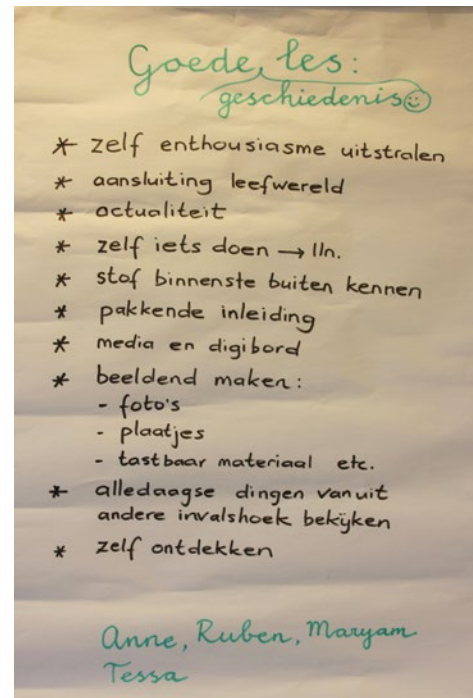 Goede, les:
geschiedenis☺
* zelf enthousiasme uitstralen
* aansluiting leefwereld
* actualiteit
* zelf iets doen → lln.
* stof binnenste buiten kennen
* pakkende inleiding
* media en digibord
* beeldend maken:
- foto's
- plaatjes
- tastbaar materiaal etc.
* alledaagse dingen vanuit
andere invalshoek bekijken
* zelf ontdekken
Anne, Ruben, Maryam
Tessa